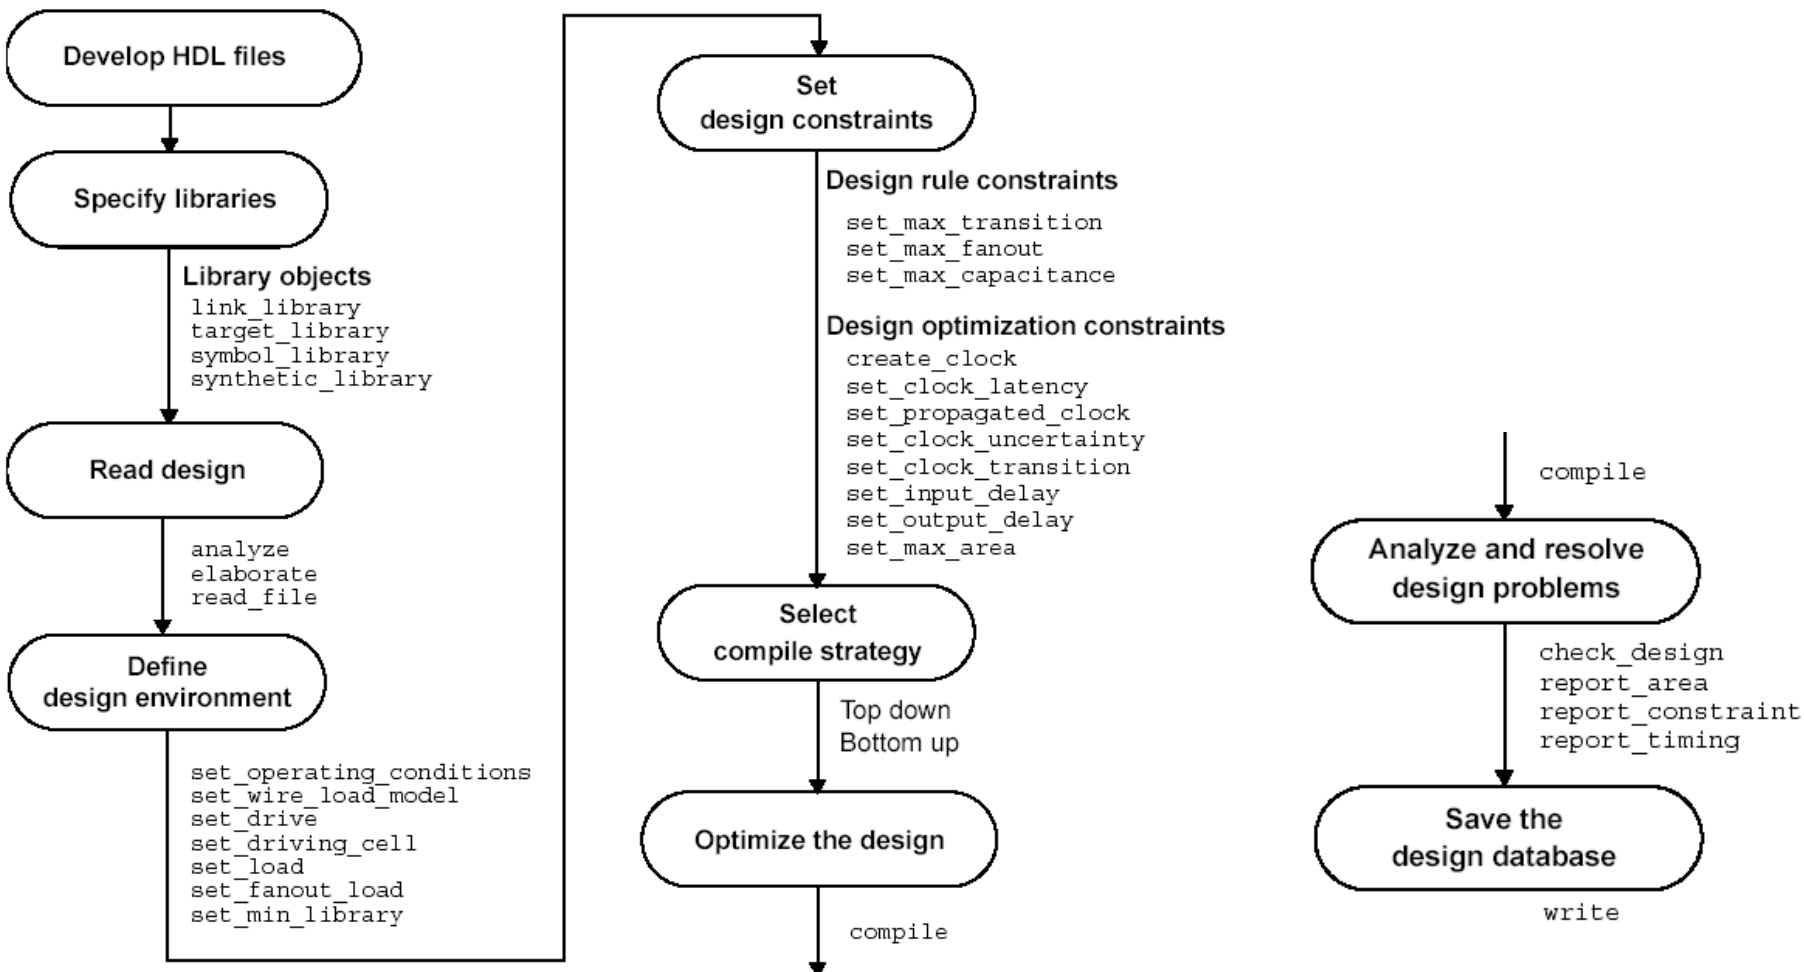 Develop HDL files
Specify libraries
Library objects
link_library
target_library
symbol_library
synthetic_library
Read design
analyze
elaborate
read_file
Define
design environment
set_operating_conditions
set_wire_load_model
set_drive
set_driving_cell
set_load
set_fanout_load
set_min_library
Set
design constraints
Design rule constraints
set_max_transition
set_max_fanout
set_max_capacitance
Design optimization constraints
create_clock
set_clock_latency
set_propagated_clock
set_clock_uncertainty
set_clock_transition
set_input_delay
set_output_delay
set_max_area
Select
compile strategy
Top down
Bottom up
Optimize the design
compile
compile
Analyze and resolve
design problems
check_design
report_area
report_constraint
report_timing
Save the
design database
write